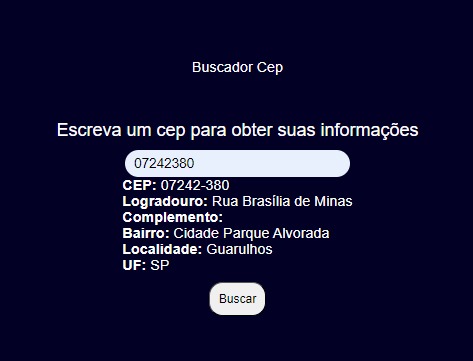 Buscador Cep
Escreva um cep para obter suas informações
07242380
CEP: 07242-380
Logradouro: Rua Brasília de Minas
Complemento:
Bairro: Cidade Parque Alvorada
Localidade: Guarulhos
UF: SP
Buscar